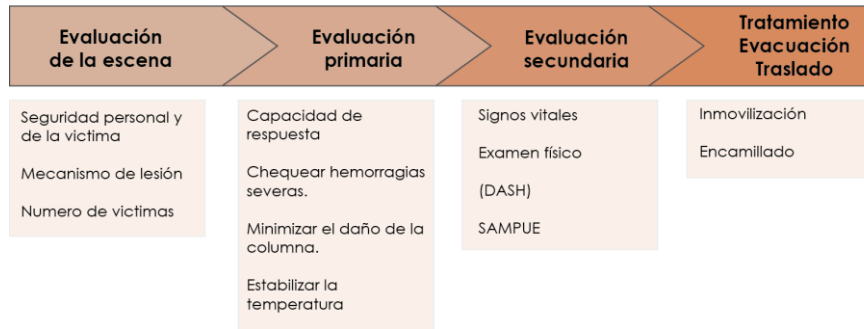 Evaluación
de la escena
Evaluación
primaria
Evaluación
secundaria
Tratamiento
Evacuación
Traslado
Seguridad personal y
de la victima
Mecanismo de lesión
Numero de victimas
Capacidad de
respuesta
Chequear hemorragias
severas.
Minimizar el daño de la
columna.
Estabilizar la
temperatura
Signos vitales
Examen físico
(DASH)
SAMPUE
Inmovilización
Encamillado